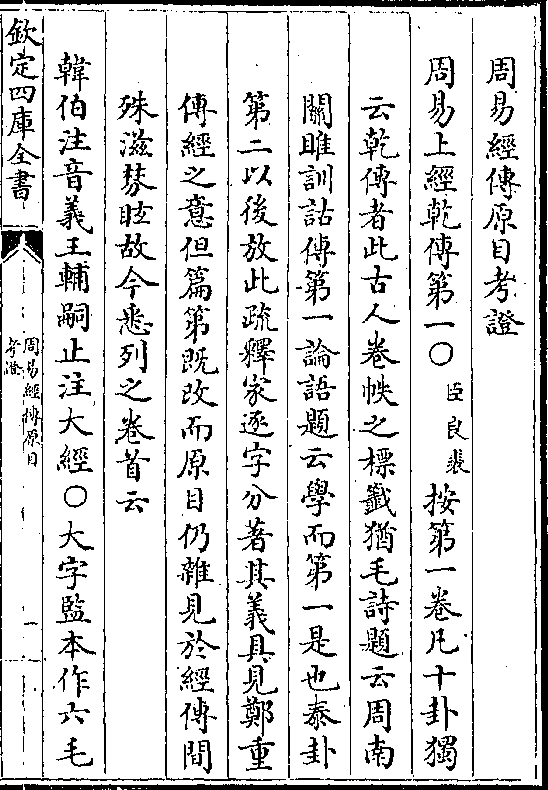 周易經傳原目考證
周易上經乾傳第一○臣良裘按第一卷凡十卦獨
云乾傳者此古人卷帙之標籤猶毛詩題云周南
關雎訓詁傳第一論語題云學而第一是也泰卦
第二以後放此疏釋家逐字分著其義具見鄭重
傳經之意但篇第既改而原目仍雜見於經傳間
殊滋棼眩故今悉列之卷首云
韓伯注音義王輔嗣止注大經○大字監本作六毛
欽定四庫全書
周易經傳原目
考證
一